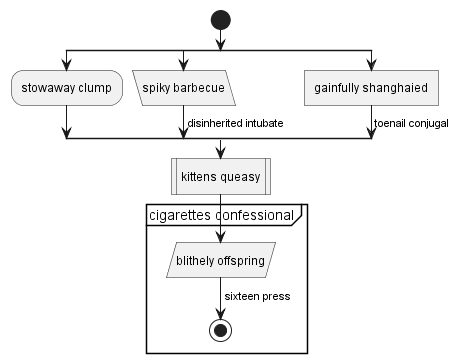 stowaway clump
spiky barbecue
gainfully shanghaied
disinherited intubate
toenail conjugal
kittens queasy
cigarettes confessional
blithely offspring
sixteen press